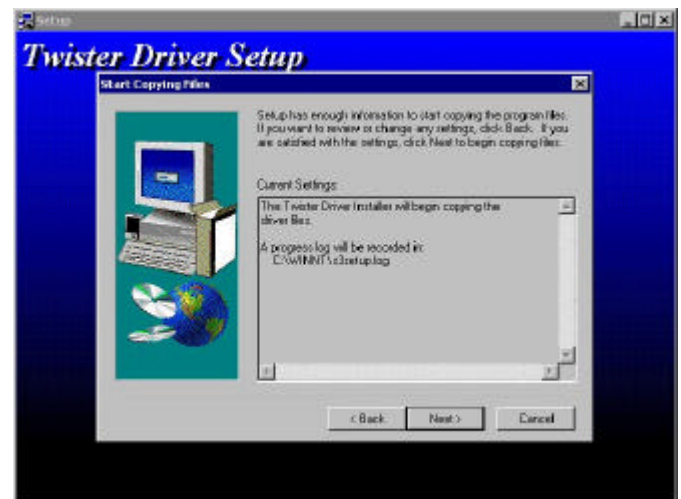 Setup
Twister Driver Setup
Start Copying Files
Setup has enough information to start copying the program files.
If you want to review or change any settings, click Back. If you
are satisfied with the settings, click Next to begin copying files.
Current Settings:
The Twister Driver Installer will begin copying the
driver files.
A progress log will be recorded in:
C:\WINNT\s3setup.log
< Back
Next >
Cancel